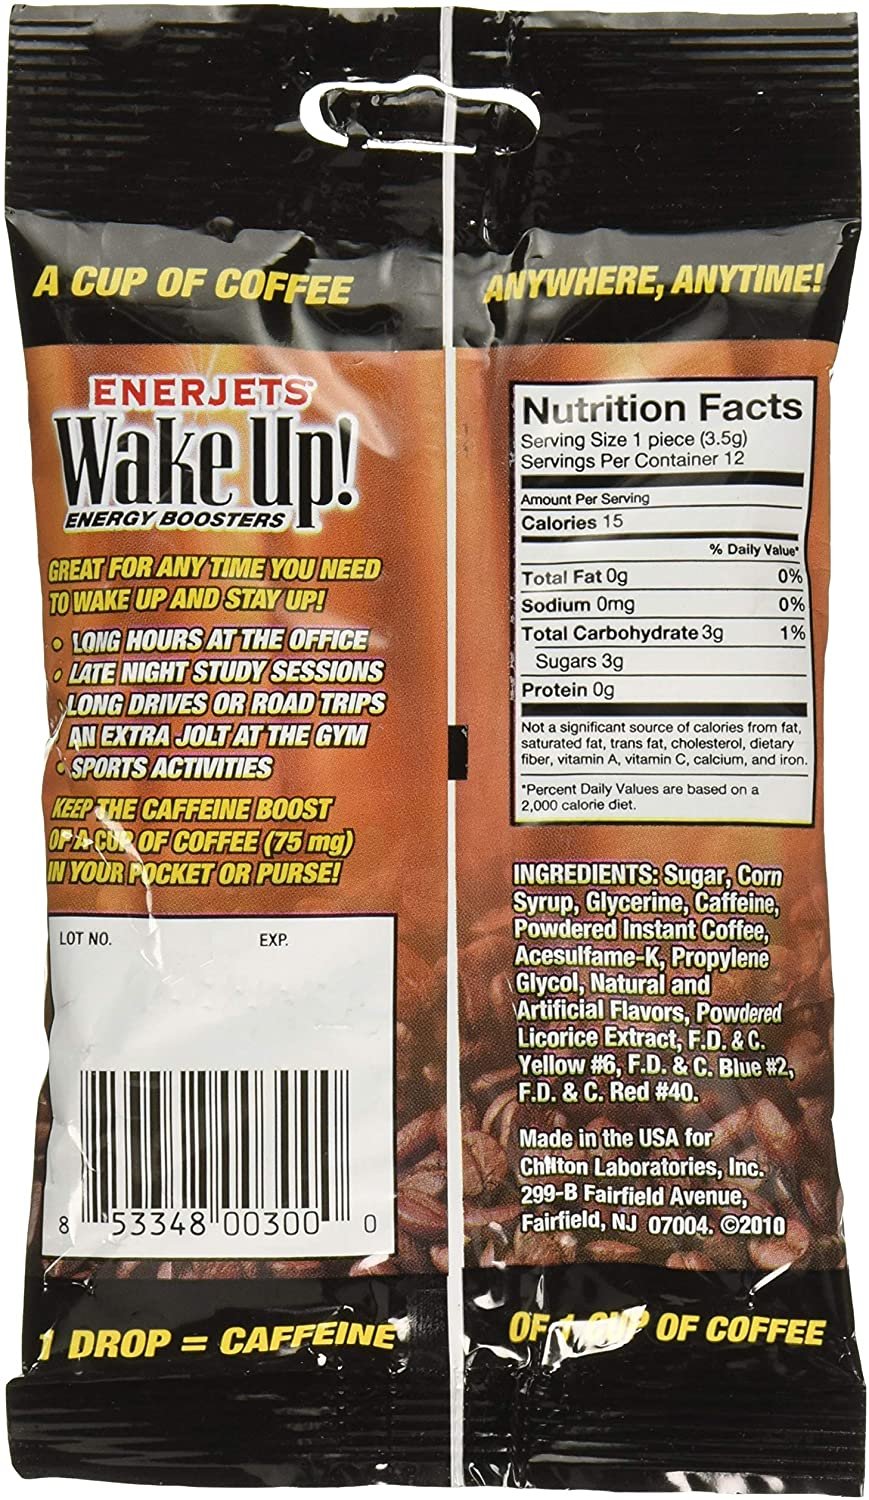 A CUP OF COFFEE ANYWHERE, ANYTIME!
ENERJETS®
Wake Up!
ENERGY BOOSTERS
GREAT FOR ANY TIME YOU NEED
TO WAKE UP AND STAY UP!
• LONG HOURS AT THE OFFICE
• LATE NIGHT STUDY SESSIONS
LONG DRIVES OR ROAD TRIPS
AN EXTRA JOLT AT THE GYM
• SPORTS ACTIVITIES
KEEP THE CAFFEINE BOOST
OF A CUP OF COFFEE (75 mg)
IN YOUR POCKET OR PURSE!
LOT NO. EXP.
8 53348 00300 0
Nutrition Facts
Serving Size 1 piece (3.5g)
Servings Per Container 12
Amount Per Serving
Calories 15
% Daily Value*
Total Fat 0g 0%
Sodium 0mg 0%
Total Carbohydrate 3g 1%
Sugars 3g
Protein 0g
Not a significant source of calories from fat,
saturated fat, trans fat, cholesterol, dietary
fiber, vitamin A, vitamin C, calcium, and iron.
*Percent Daily Values are based on a
2,000 calorie diet.
INGREDIENTS: Sugar, Corn
Syrup, Glycerine, Caffeine,
Powdered Instant Coffee,
Acesulfame-K, Propylene
Glycol, Natural and
Artificial Flavors, Powdered
Licorice Extract, F.D. & C.
Yellow #6, F.D. & C. Blue #2,
F.D. & C. Red #40.
Made in the USA for
Chilton Laboratories, Inc.
299-B Fairfield Avenue,
Fairfield, NJ 07004. ©2010
1 DROP = CAFFEINE OF 1 CUP OF COFFEE